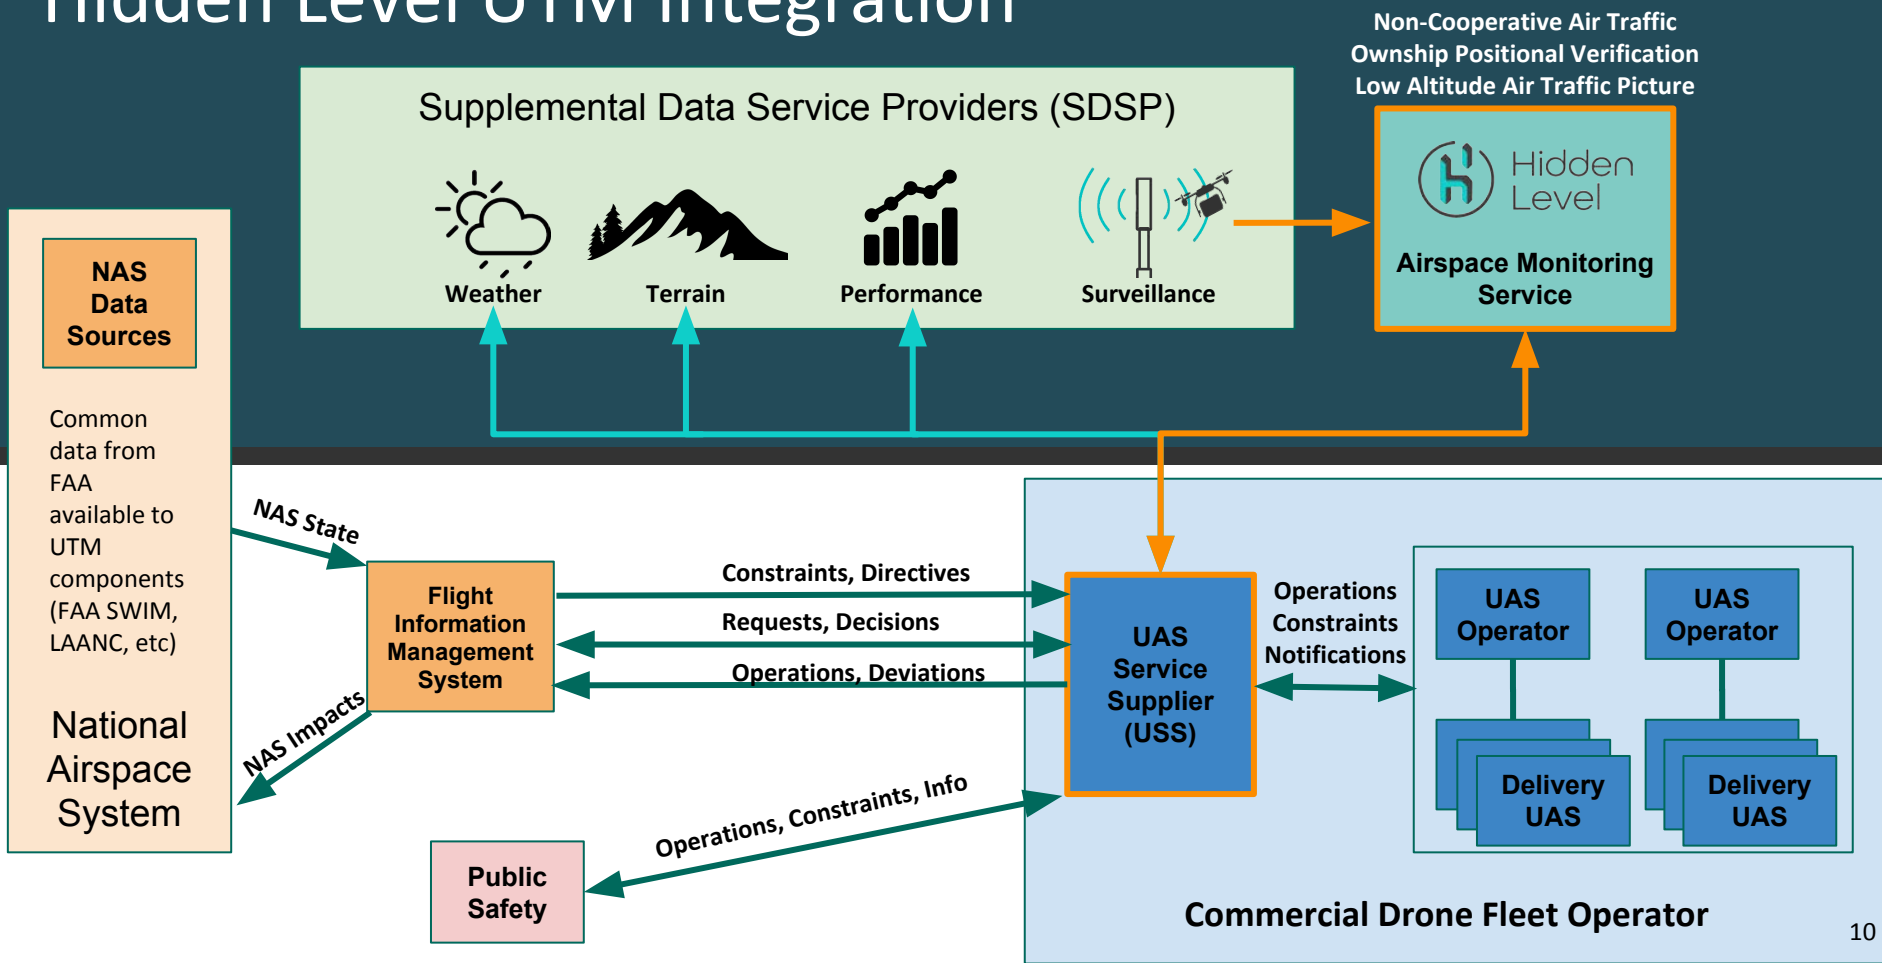 Hidden Level UTM Integration
Non-Cooperative Air Traffic
Ownship Positional Verification
Low Altitude Air Traffic Picture
Supplemental Data Service Providers (SDSP)
Weather
Terrain
Performance
Surveillance
Hidden
Level
Airspace Monitoring
Service
NAS
Data
Sources
Common
data from
FAA
available to
UTM
components
(FAA SWIM,
LAANC, etc)
National
Airspace
System
NAS State
NAS Impacts
Flight
Information
Management
System
Constraints, Directives
Requests, Decisions
Operations, Deviations
Public
Safety
Operations, Constraints, Info
UAS
Service
Supplier
(USS)
Operations
Constraints
Notifications
UAS
Operator
UAS
Operator
Delivery
UAS
Delivery
UAS
Commercial Drone Fleet Operator
10